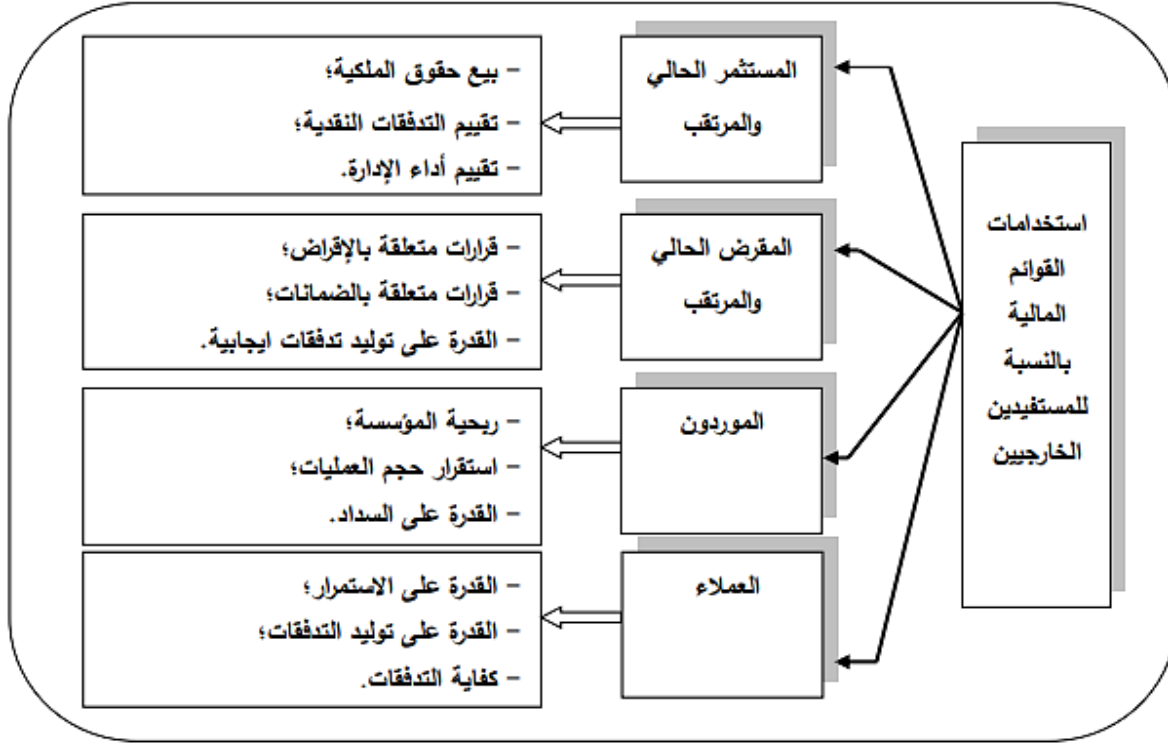 استخدامات
القوائم
المالية
بالنسبة
للمستفيدين
الخارجيين
المستثمر الحالي
والمرتقب
- بيع حقوق الملكية؛
- تقييم التدفقات النقدية؛
- تقييم أداء الإدارة.
المقرض الحالي
والمرتقب
- قرارات متعلقة بالإقراض؛
- قرارات متعلقة بالضمانات؛
- القدرة على توليد تدفقات ايجابية.
الموردون
- ربحية المؤسسة؛
- استقرار حجم العمليات؛
- القدرة على السداد.
العملاء
- القدرة على الاستمرار؛
- القدرة على توليد التدفقات؛
- كفاية التدفقات.